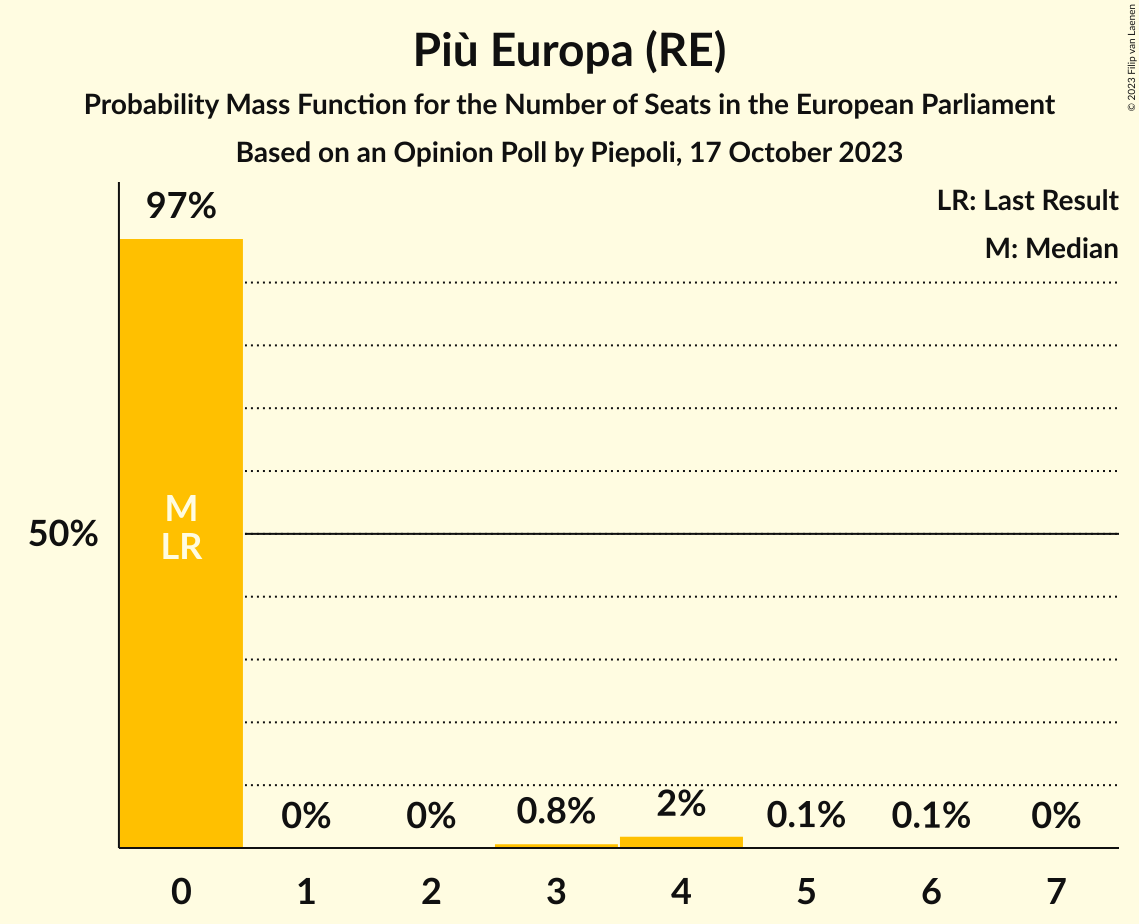 Più Europa (RE)
Probability Mass Function for the Number of Seats in the European Parliament
Based on an Opinion Poll by Piepoli, 17 October 2023
© 2023 Filip van Laenen
LR: Last Result
M: Median
97%
50%
M
LR
0%
0%
0.8%
2%
0.1%
0.1%
0%
0
1
2
3
4
5
6
7